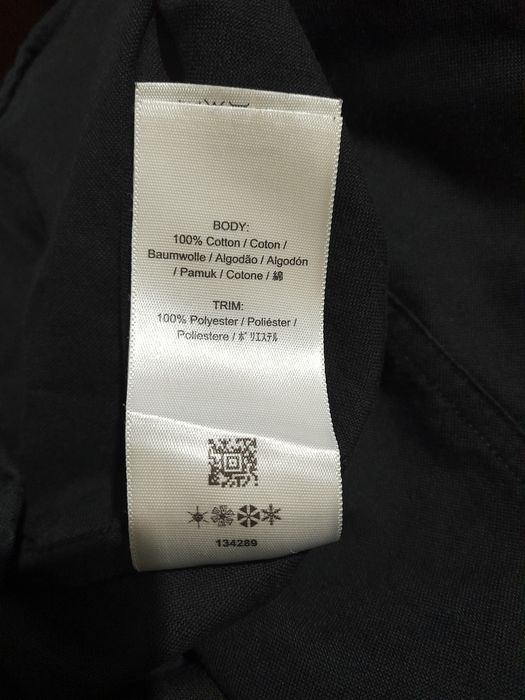 BODY:
100% Cotton / Coton /
Baumwolle / Algodão / Algodón
/ Pamuk / Cotone / 綿
TRIM:
100% Polyester / Poliéster /
Poliestere / ﾎﾟﾘｴｽﾃﾙ
134289